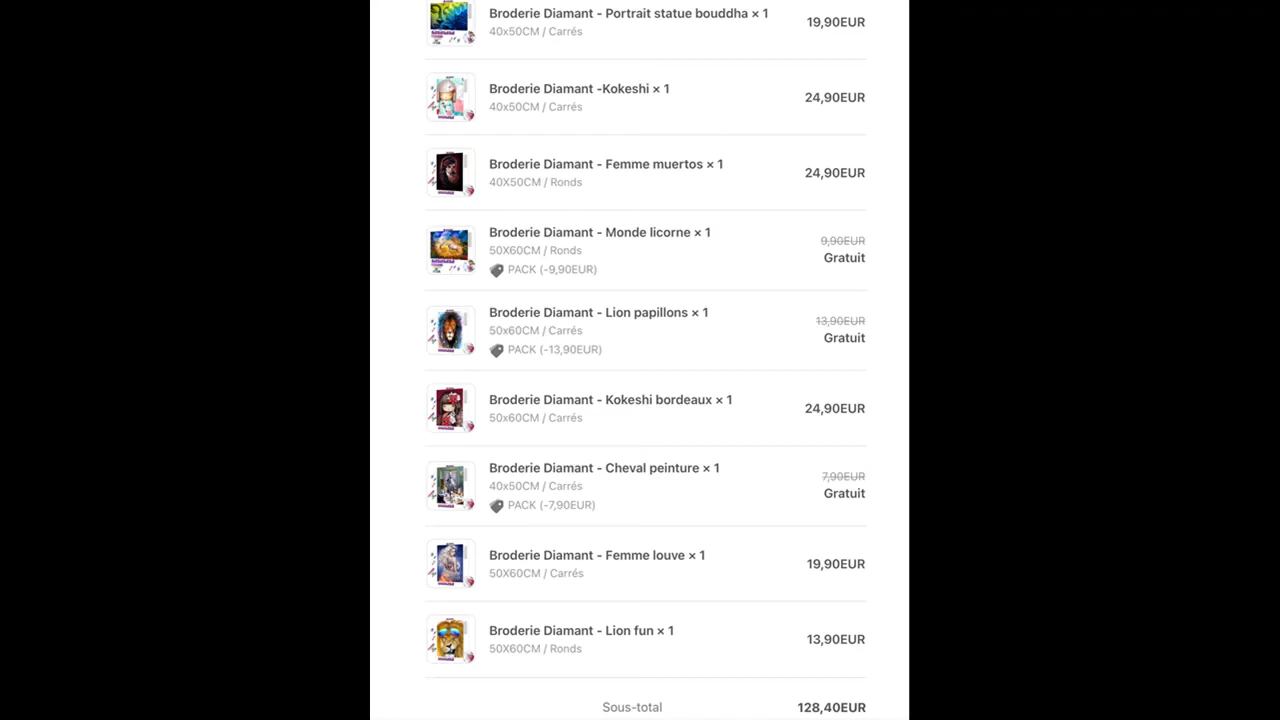 Broderie Diamant - Portrait statue bouddha × 1
40x50CM / Carrés
19,90EUR
Broderie Diamant -Kokeshi × 1
40x50CM / Carrés
24,90EUR
Broderie Diamant - Femme muertos × 1
40X50CM / Ronds
24,90EUR
Broderie Diamant - Monde licorne × 1
50X60CM / Ronds
PACK (-9,90EUR)
9,90EUR
Gratuit
Broderie Diamant - Lion papillons × 1
50x60CM / Carrés
PACK (-13,90EUR)
13,90EUR
Gratuit
Broderie Diamant - Kokeshi bordeaux × 1
50x60CM / Carrés
24,90EUR
Broderie Diamant - Cheval peinture × 1
40x50CM / Carrés
PACK (-7,90EUR)
7,90EUR
Gratuit
Broderie Diamant - Femme louve × 1
50X60CM / Carrés
19,90EUR
Broderie Diamant - Lion fun × 1
50X60CM / Ronds
13,90EUR
Sous-total
128,40EUR